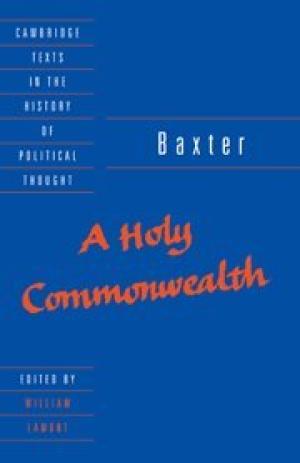 CAMBRIDGE
TEXTS
IN THE
HISTORY
OF
POLITICAL
THOUGHT
Baxter
A Holy
Commonwealth
EDITED BY
WILLIAM
LAMONT